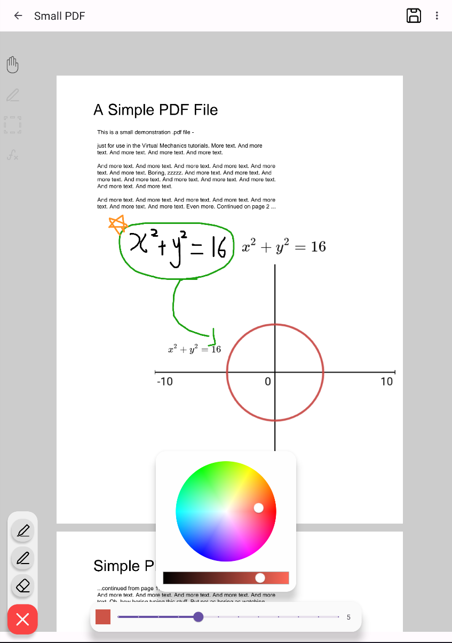 Small PDF
A Simple PDF File
This is a small demonstration .pdf file -
just for use in the Virtual Mechanics tutorials. More text. And more
text. And more text. And more text. And more text.
And more text. And more text. And more text. And more text. And more
text. And more text. Boring, zzzzz. And more text. And more text. And
more text. And more text. And more text. And more text. And more text.
And more text. And more text.
And more text. And more text. And more text. And more text. And more
text. And more text. And more text. Even more. Continued on page 2 ...
x² + y² = 16
x² + y² = 16
x² + y² = 16
-10 0 10
Simple P
...continued from page 1.
And more text. And more text. And more text. And more text. And more
5